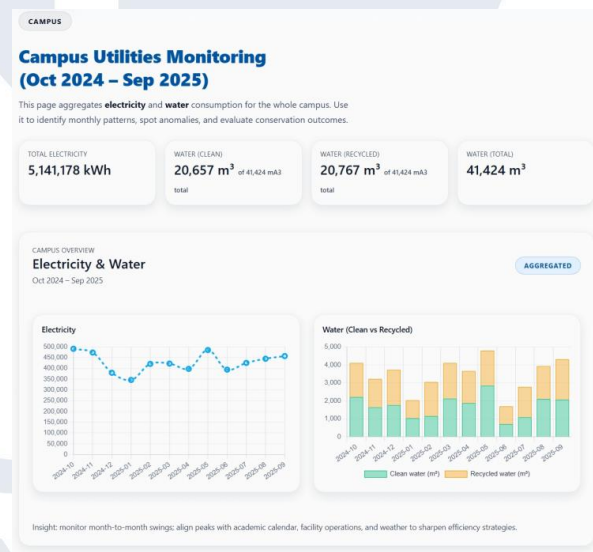 CAMPUS
Campus Utilities Monitoring
(Oct 2024 – Sep 2025)
This page aggregates electricity and water consumption for the whole campus. Use
it to identify monthly patterns, spot anomalies, and evaluate conservation outcomes.
TOTAL ELECTRICITY
5,141,178 kWh
WATER (CLEAN)
20,657 m³ of 41,424 mA3
total
WATER (RECYCLED)
20,767 m³ of 41,424 mA3
total
WATER (TOTAL)
41,424 m³
CAMPUS OVERVIEW
Electricity & Water
Oct 2024 – Sep 2025
AGGREGATED
Electricity
500,000
450,000
400,000
350,000
300,000
250,000
200,000
150,000
100,000
50,000
0
2024-10
2024-11
2024-12
2025-01
2025-02
2025-03
2025-04
2025-05
2025-06
2025-07
2025-08
2025-09
Water (Clean vs Recycled)
5,000
4,000
3,000
2,000
1,000
0
2024-10
2024-11
2024-12
2025-01
2025-02
2025-03
2025-04
2025-05
2025-06
2025-07
2025-08
2025-09
Clean water (m³) Recycled water (m³)
Insight: monitor month-to-month swings; align peaks with academic calendar, facility operations, and weather to sharpen efficiency strategies.